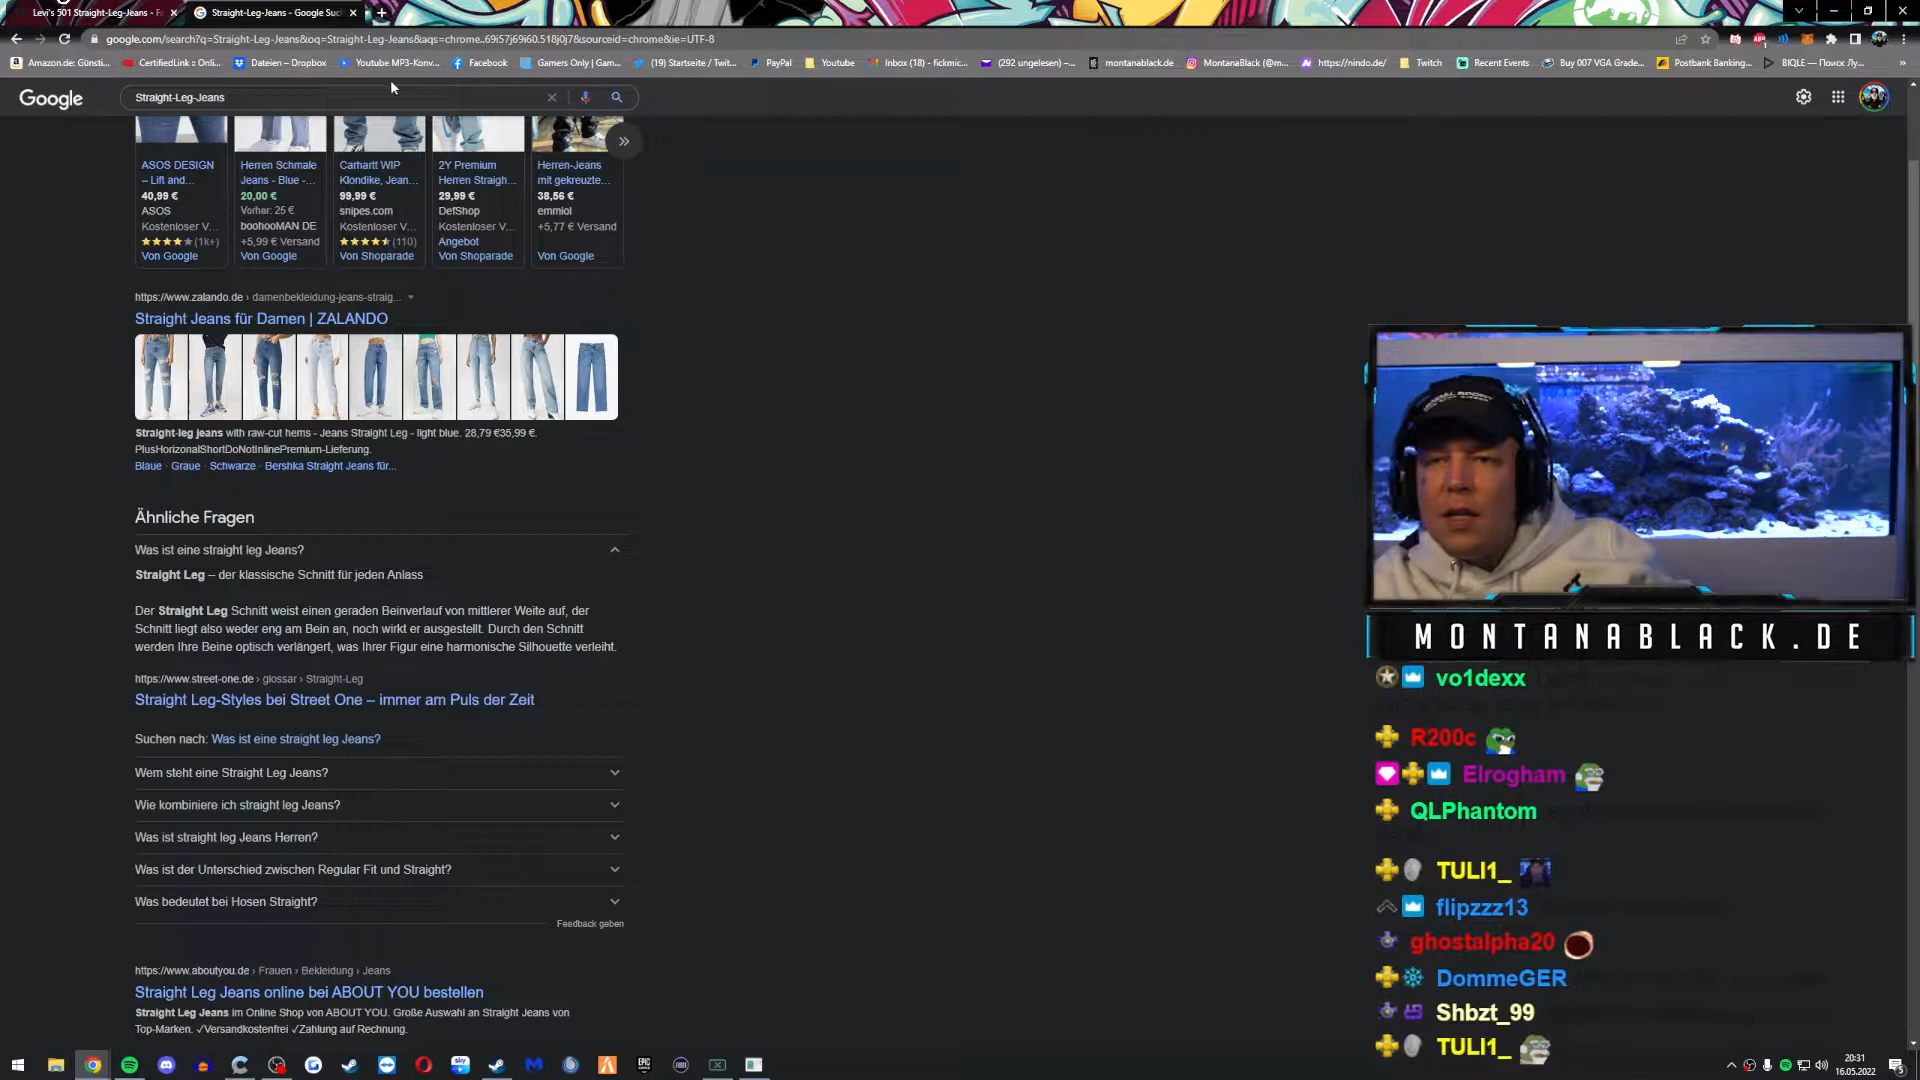 Levi's 501 Straight-Leg-Jeans - Fa
Straight-Leg-Jeans - Google Suc
google.com/search?q=Straight-Leg-Jeans&oq=Straight-Leg-Jeans&aqs=chrome..69i57j69i60.518j0j7&sourceid=chrome&ie=UTF-8
Amazon.de: Günsti... CertifiedLink :: Onli... Dateien – Dropbox Youtube MP3-Konv... Facebook Gamers Only | Gam... (19) Startseite / Twit... PayPal Youtube Inbox (18) - fickmic... (292 ungelesen) –... montanablack.de MontanaBlack (@m... https://nindo.de/ Twitch Recent Events Buy 007 VGA Grade... Postbank Banking... BIQLE — Поиск Лу... »
Google
Straight-Leg-Jeans
ASOS DESIGN
– Lift and...
40,99 €
ASOS
Kostenloser V...
(1k+)
Von Google
Herren Schmale
Jeans - Blue -...
20,00 €
Vorher: 25 €
boohooMAN DE
+5,99 € Versand
Von Google
Carhartt WIP
Klondike, Jean...
99,99 €
snipes.com
Kostenloser V...
(110)
Von Shoparade
2Y Premium
Herren Straigh...
29,99 €
DefShop
Kostenloser V...
Angebot
Von Shoparade
Herren-Jeans
mit gekreuzte...
38,56 €
emmiol
+5,77 € Versand
Von Google
https://www.zalando.de › damenbekleidung-jeans-straig...
Straight Jeans für Damen | ZALANDO
Straight-leg jeans with raw-cut hems - Jeans Straight Leg - light blue. 28,79 €35,99 €.
PlusHorizonalShortDoNotInlinePremium-Lieferung.
Blaue · Graue · Schwarze · Bershka Straight Jeans für...
Ähnliche Fragen
Was ist eine straight leg Jeans?
Straight Leg – der klassische Schnitt für jeden Anlass
Der Straight Leg Schnitt weist einen geraden Beinverlauf von mittlerer Weite auf, der
Schnitt liegt also weder eng am Bein an, noch wirkt er ausgestellt. Durch den Schnitt
werden Ihre Beine optisch verlängert, was Ihrer Figur eine harmonische Silhouette verleiht.
https://www.street-one.de › glossar › Straight-Leg
Straight Leg-Styles bei Street One – immer am Puls der Zeit
Suchen nach: Was ist eine straight leg Jeans?
Wem steht eine Straight Leg Jeans?
Wie kombiniere ich straight leg Jeans?
Was ist straight leg Jeans Herren?
Was ist der Unterschied zwischen Regular Fit und Straight?
Was bedeutet bei Hosen Straight?
Feedback geben
https://www.aboutyou.de › Frauen › Bekleidung › Jeans
Straight Leg Jeans online bei ABOUT YOU bestellen
Straight Leg Jeans im Online Shop von ABOUT YOU. Große Auswahl an Straight Jeans von
Top-Marken. ✓Versandkostenfrei ✓Zahlung auf Rechnung.
MONTANABLACK.DE
vo1dexx
R200c
Elrogham
QLPhantom
TULI1_
flipzzz13
ghostalpha20
DommeGER
Shbzt_99
TULI1_
20:31
16.05.2022